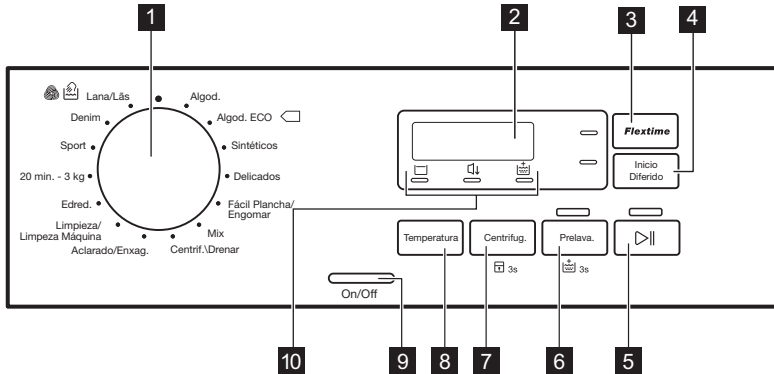 1
2
3
4
Lana/Lãs
Algod.
Denim
Algod. ECO
Sport
Sintéticos
20 min. - 3 kg
Delicados
Edred.
Fácil Plancha/
Engomar
Limpieza/
Limpeza Máquina
Mix
Aclarado/Enxag.
Centrif.\Drenar
Flextime
Inicio
Diferido
Temperatura
Centrifug.
Prelava.
3s
3s
On/Off
10
9
8
7
6
5